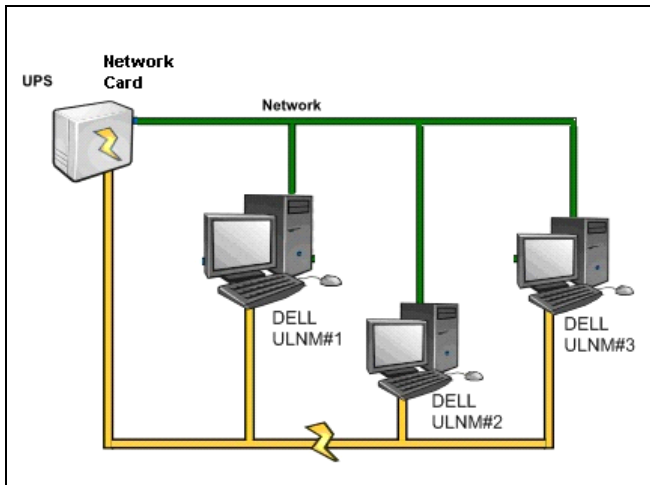 Network
Card
UPS
Network
DELL
ULNM#1
DELL
ULNM#3
DELL
ULNM#2